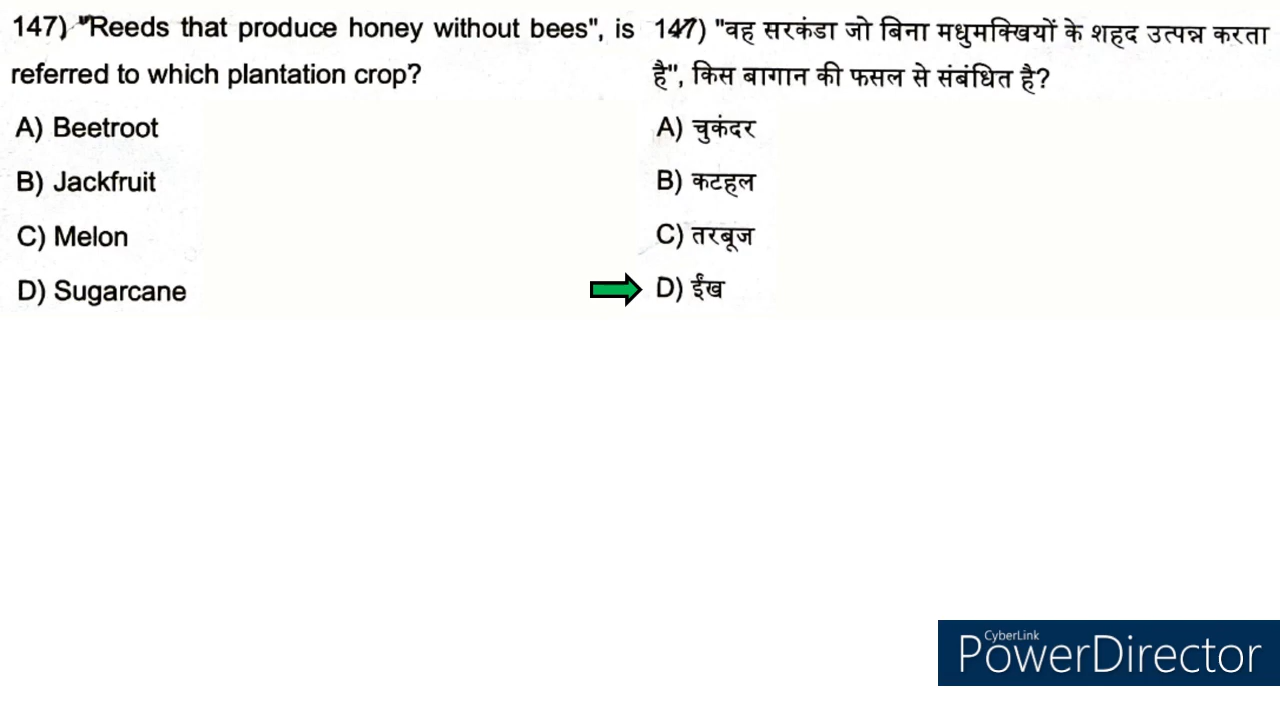 147) "Reeds that produce honey without bees", is
referred to which plantation crop?
A) Beetroot
B) Jackfruit
C) Melon
D) Sugarcane
147) "वह सरकंडा जो बिना मधुमक्खियों के शहद उत्पन्न करता
है", किस बागान की फसल से संबंधित है?
A) चुकंदर
B) कटहल
C) तरबूज
D) ईंख
CyberLink
PowerDirector